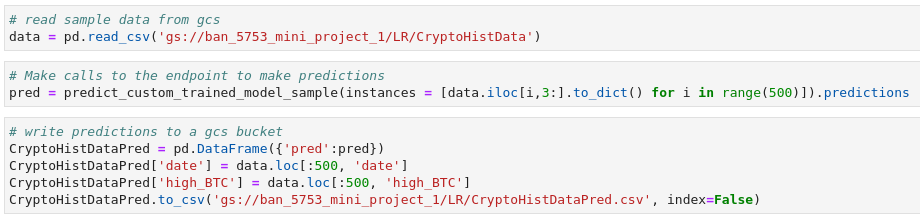 # read sample data from gcs
data = pd.read_csv('gs://ban_5753_mini_project_1/LR/CryptoHistData')
# Make calls to the endpoint to make predictions
pred = predict_custom_trained_model_sample(instances = [data.iloc[i,3:].to_dict() for i in range(500)]).predictions
# write predictions to a gcs bucket
CryptoHistDataPred = pd.DataFrame({'pred':pred})
CryptoHistDataPred['date'] = data.loc[:500, 'date']
CryptoHistDataPred['high_BTC'] = data.loc[:500, 'high_BTC']
CryptoHistDataPred.to_csv('gs://ban_5753_mini_project_1/LR/CryptoHistDataPred.csv', index=False)